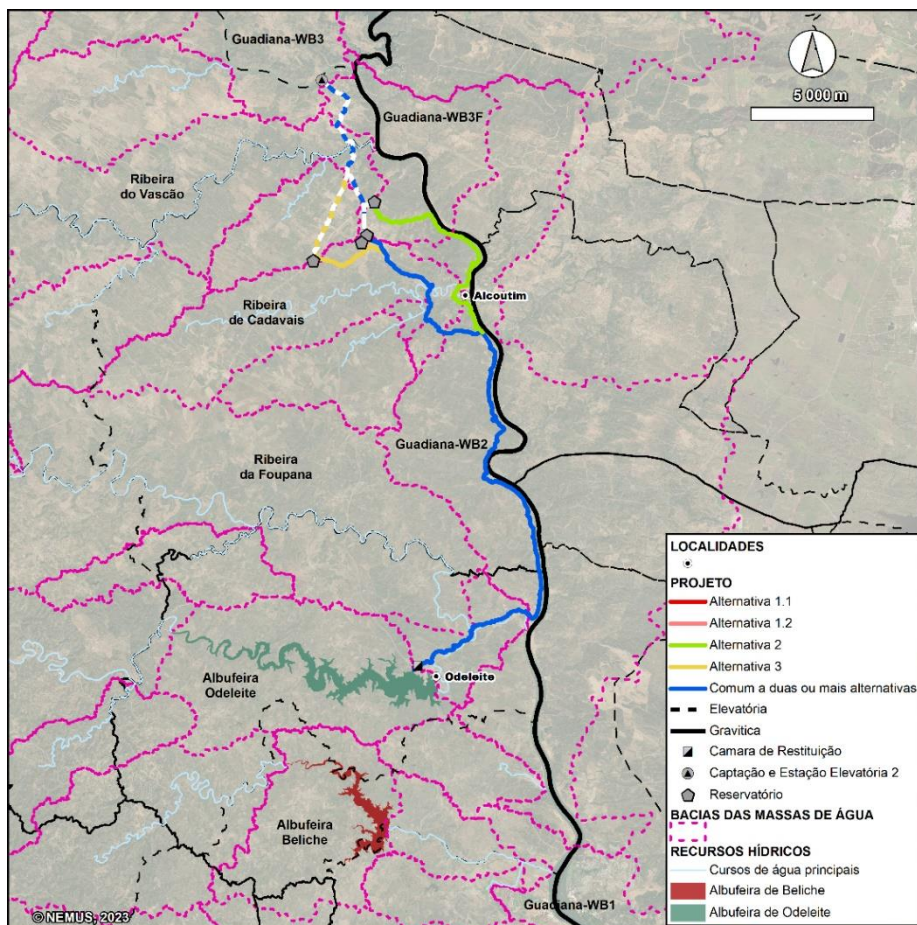 Guadiana-WB3
5 000 m
Guadiana-WB3F
Ribeira
do Vascão
Alcoutim
Ribeira
de Cadavais
Guadiana-WB2
Ribeira
da Foupana
Albufeira
Odeleite
Odeleite
Albufeira
Beliche
Guadiana-WB1
© NEMUS, 2023
LOCALIDADES
PROJETO
Alternativa 1.1
Alternativa 1.2
Alternativa 2
Alternativa 3
Comum a duas ou mais alternativas
Elevatória
Gravítica
Camara de Restituição
Captação e Estação Elevatória 2
Reservatório
BACIAS DAS MASSAS DE ÁGUA
RECURSOS HÍDRICOS
Cursos de água principais
Albufeira de Beliche
Albufeira de Odeleite